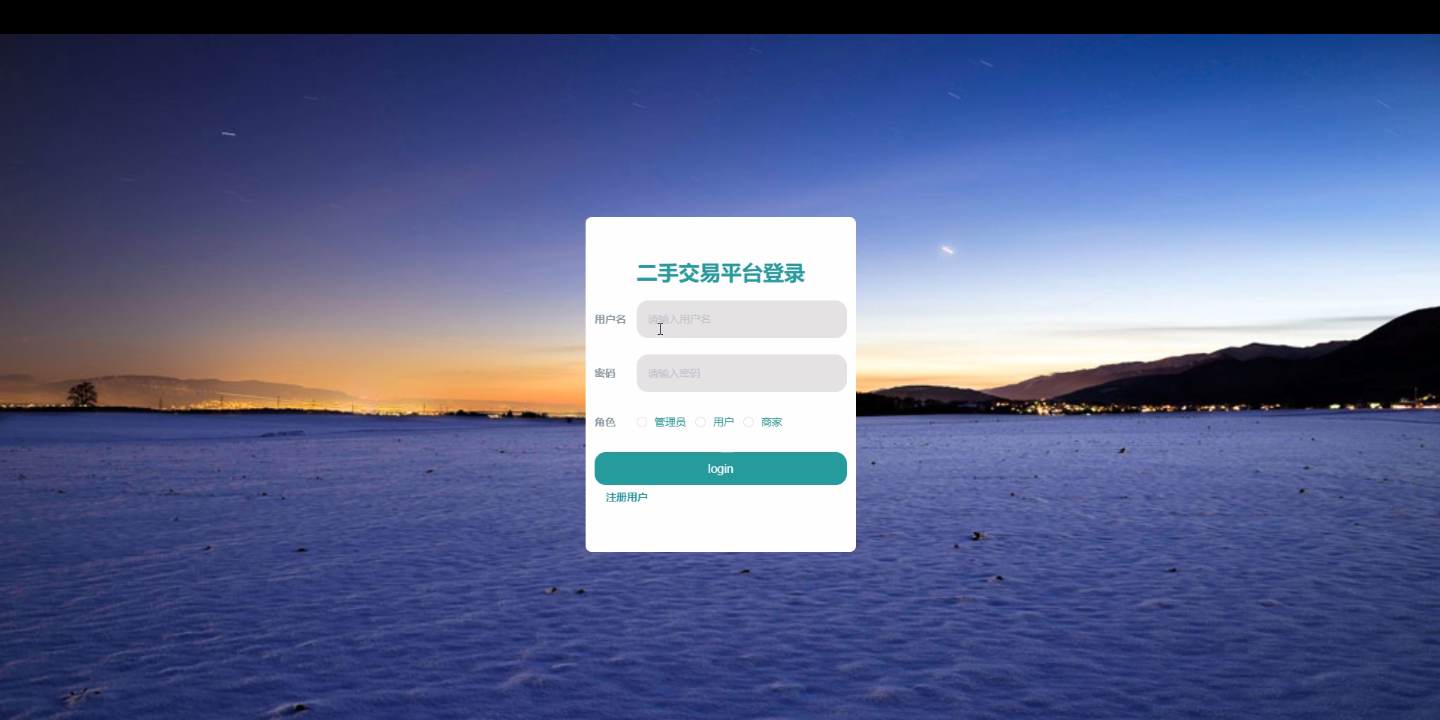 二手交易平台登录
用户名 请输入用户名
密码 请输入密码
角色 管理员 用户 商家
login
注册用户